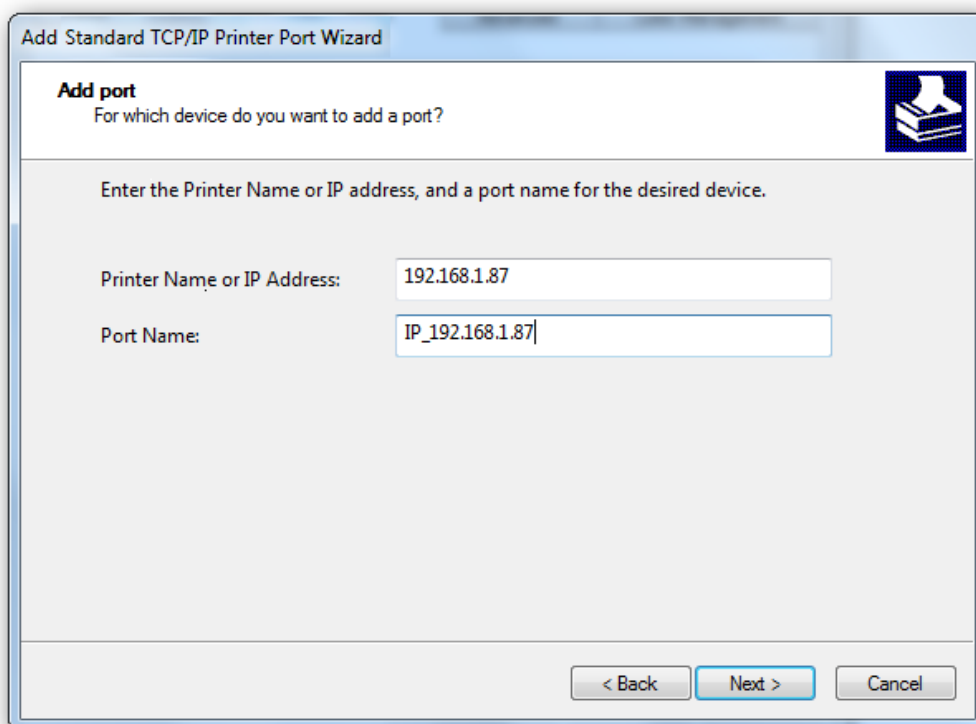 Add Standard TCP/IP Printer Port Wizard
Add port
For which device do you want to add a port?
Enter the Printer Name or IP address, and a port name for the desired device.
Printer Name or IP Address:
192.168.1.87
Port Name:
IP_192.168.1.87
< Back
Next >
Cancel